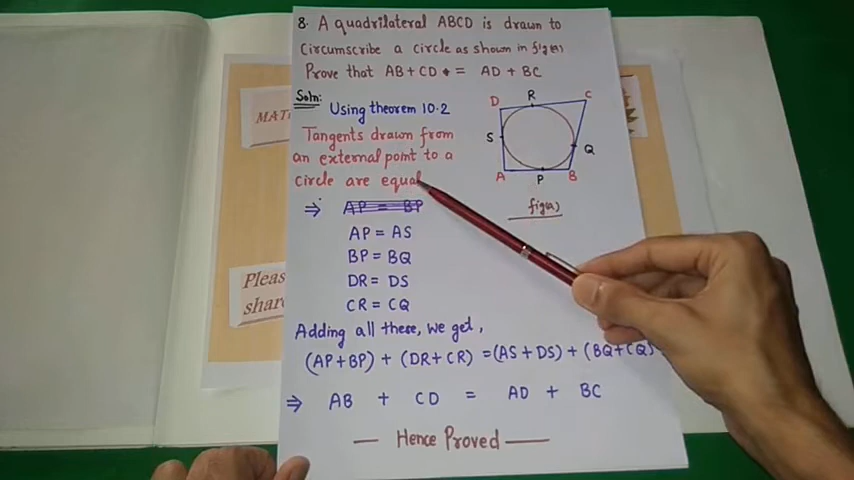 8. A quadrilateral ABCD is drawn to
Circumscribe a circle as shown in fig(a)
Prove that AB + CD = AD + BC
Soln:
Using theorem 10.2
Tangents drawn from
an external point to a
circle are equal
⇒ AP = BP
AP = AS
BP = BQ
DR = DS
CR = CQ
Adding all these, we get,
(AP+BP) + (DR+CR) = (AS+DS) + (BQ+CQ)
⇒ AB + CD = AD + BC
— Hence Proved —
D R C
S Q
A P B
fig(a)
MAT
Pleas
share